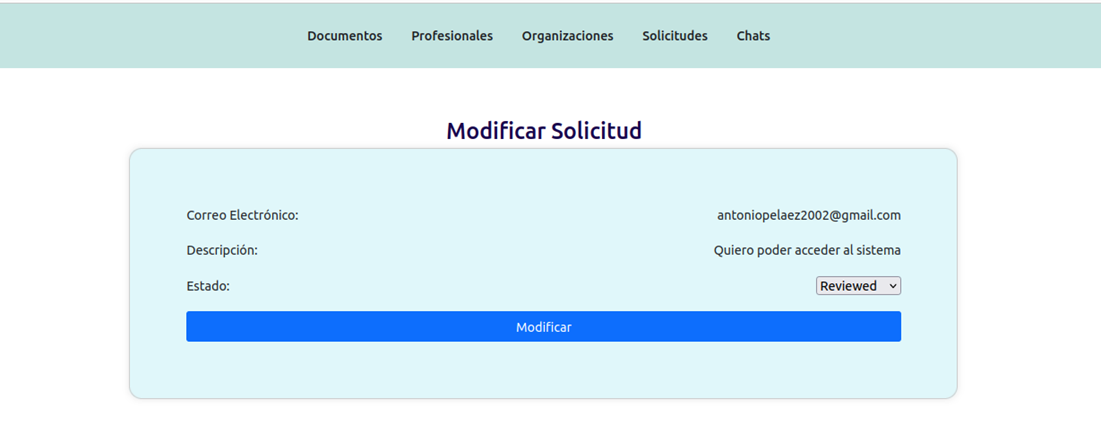 Documentos Profesionales Organizaciones Solicitudes Chats
Modificar Solicitud
Correo Electrónico: antoniopelaez2002@gmail.com
Descripción: Quiero poder acceder al sistema
Estado: Reviewed
Modificar